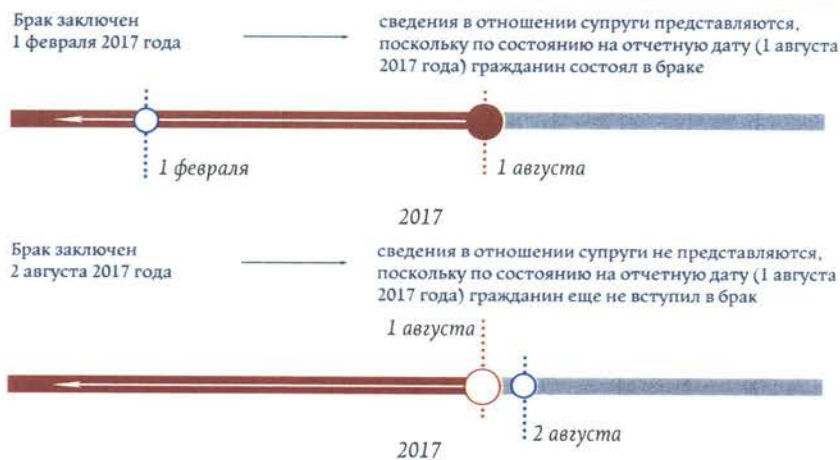 Брак заключен
1 февраля 2017 года
сведения в отношении супруги представляются,
поскольку по состоянию на отчетную дату (1 августа
2017 года) гражданин состоял в браке
1 февраля
1 августа
2017
Брак заключен
2 августа 2017 года
сведения в отношении супруги не представляются,
поскольку по состоянию на отчетную дату (1 августа
2017 года) гражданин еще не вступил в брак
1 августа
2 августа
2017